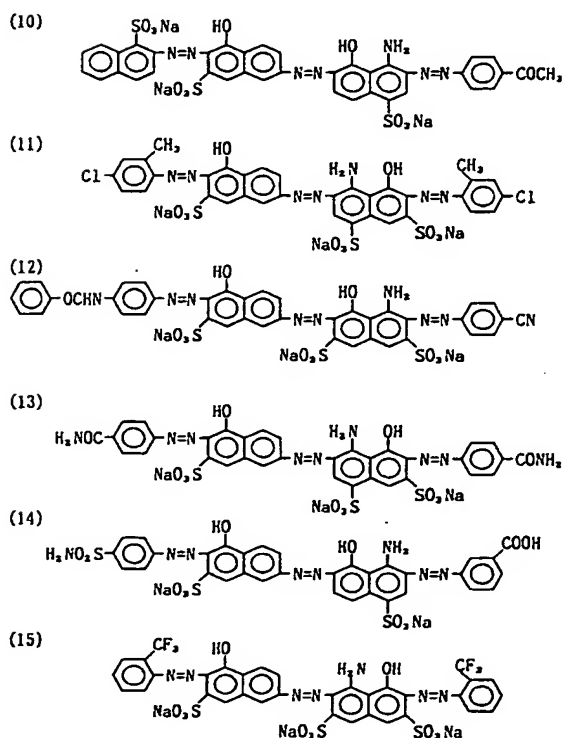 (10)
SO₃Na
HO HO NH₂
N=N N=N N=N COCH₃
NaO₃S
SO₃Na
(11)
CH₃ HO H₂N OH CH₃
Cl N=N N=N N=N Cl
NaO₃S
NaO₃S SO₃Na
(12)
HO HO NH₂
OCHN N=N N=N N=N CN
NaO₃S NaO₃S SO₃Na
(13)
HO H₂N OH
H₂NOC N=N N=N N=N CONH₂
NaO₃S
NaO₃S SO₃Na
(14)
HO HO NH₂ COOH
H₂NO₂S N=N N=N N=N
NaO₃S
SO₃Na
(15)
CF₃ HO H₂N OH CF₃
N=N N=N N=N
NaO₃S
NaO₃S SO₃Na